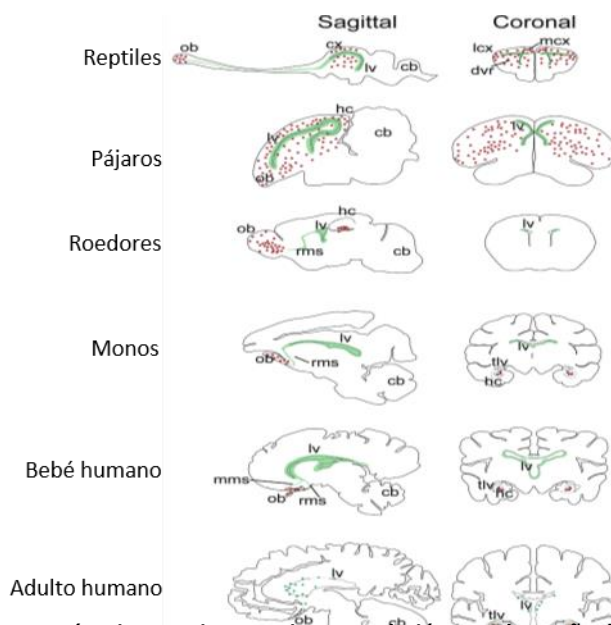 Sagittal Coronal
Reptiles
ob cx lv cb
lcx mcx dvr
Pájaros
hc lv cb ob
lv
Roedores
ob hc lv rms cb
lv
Monos
lv ob rms cb
lv tlv hc
Bebé humano
lv mms ob rms cb
lv tlv hc
Adulto humano
lv ob cb
lv tlv